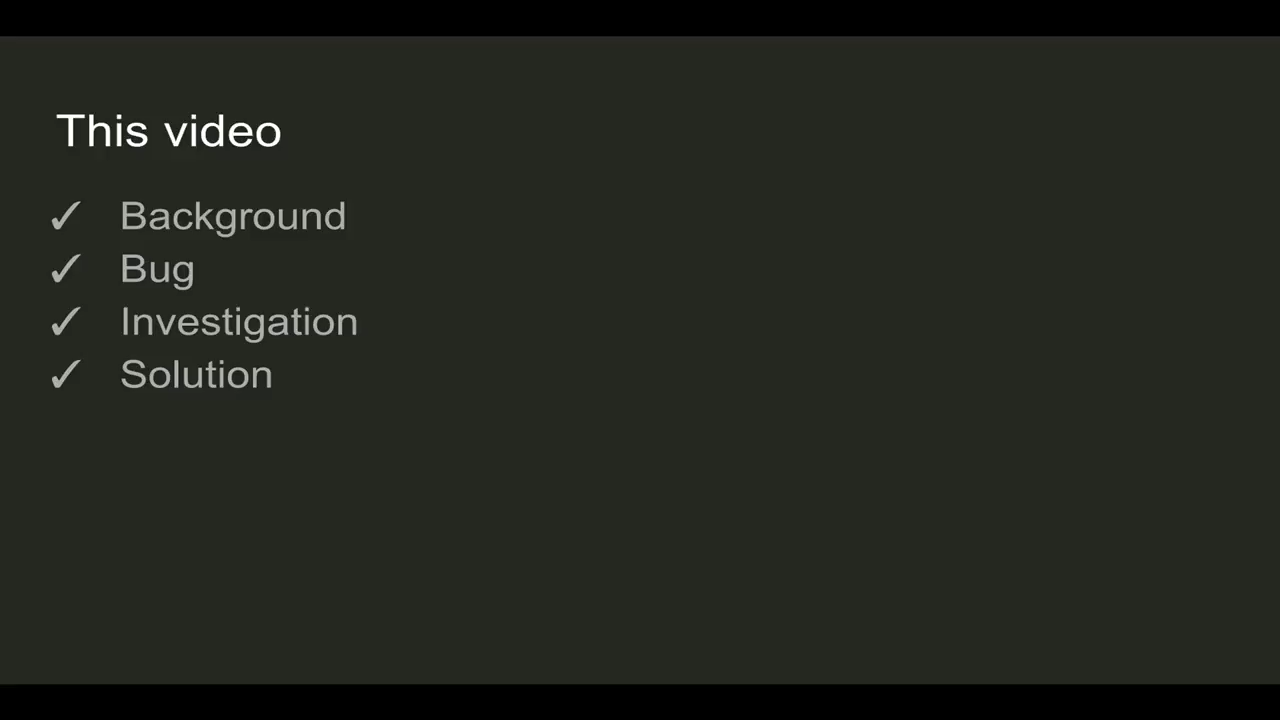 This video
✓ Background
✓ Bug
✓ Investigation
✓ Solution